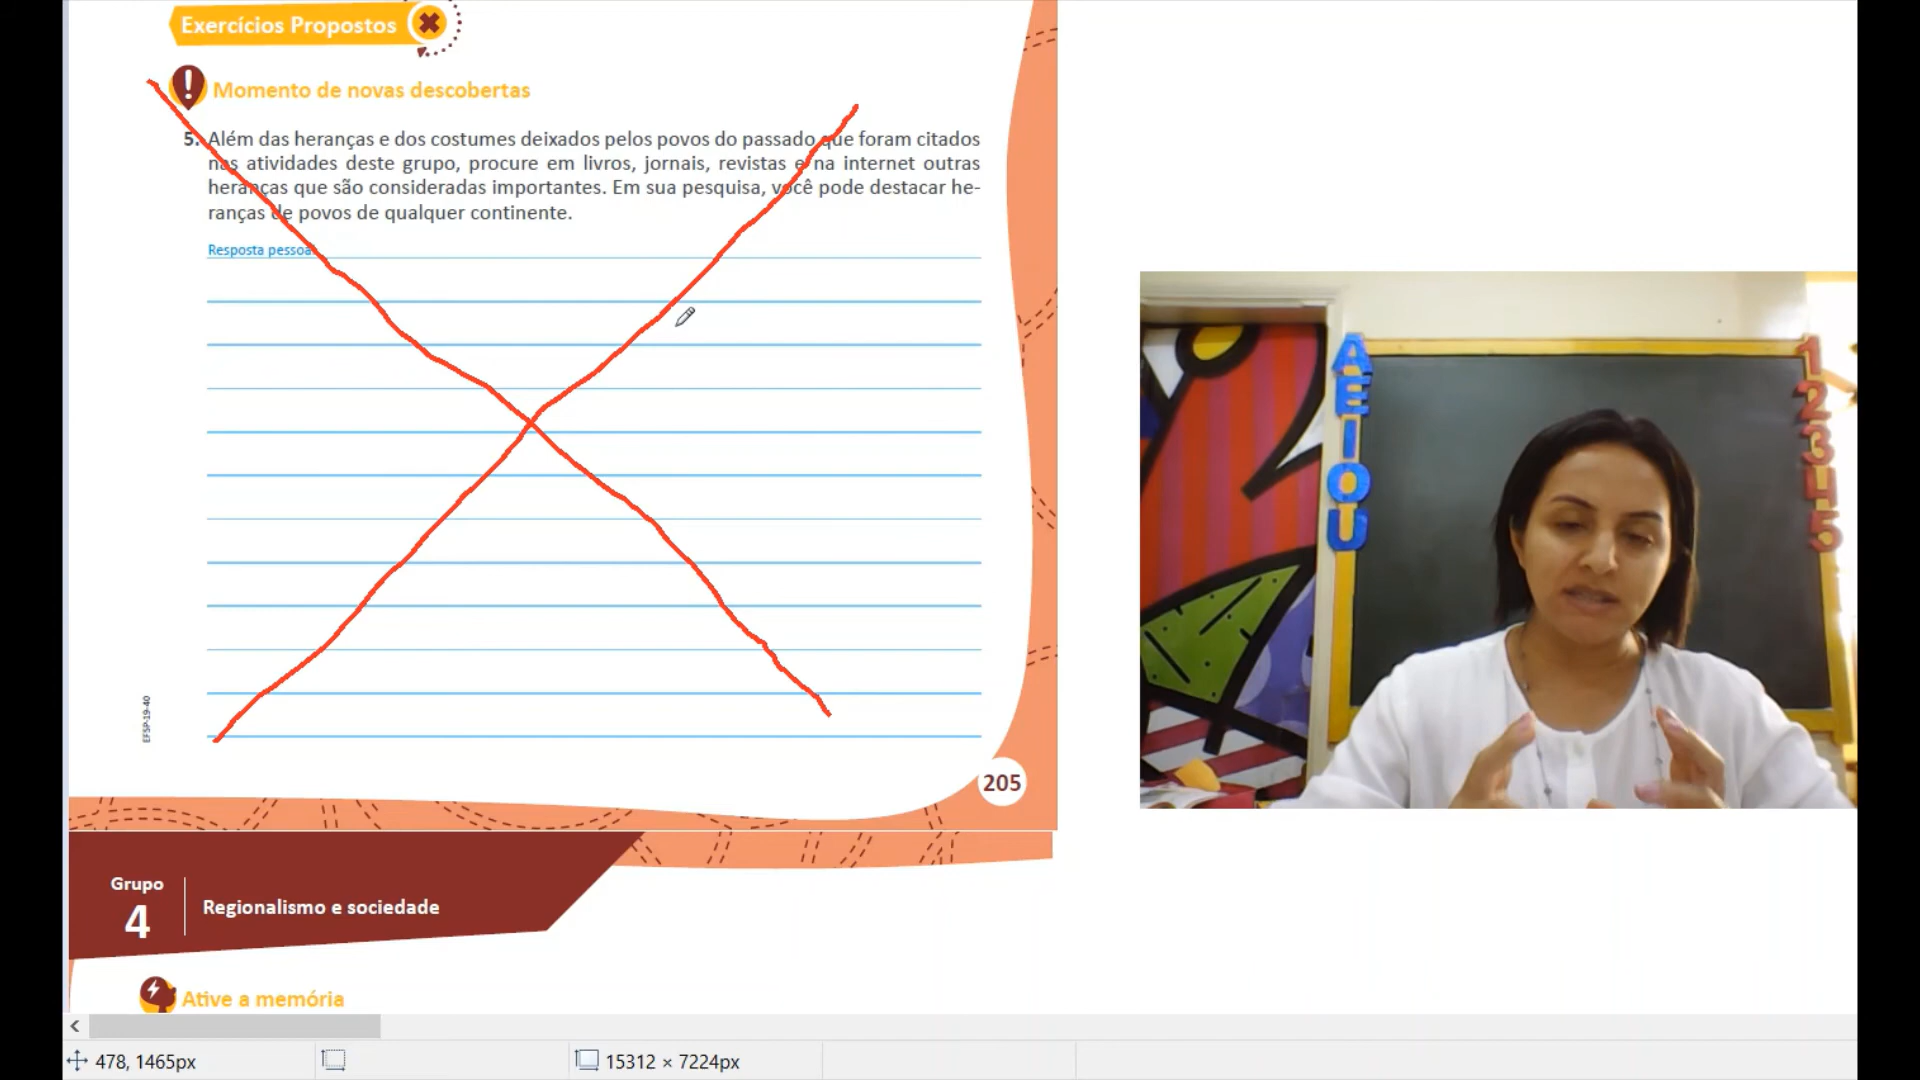 Exercícios Propostos
Momento de novas descobertas
5. Além das heranças e dos costumes deixados pelos povos do passado que foram citados
nas atividades deste grupo, procure em livros, jornais, revistas e na internet outras
heranças que são consideradas importantes. Em sua pesquisa, você pode destacar he-
ranças de povos de qualquer continente.
Resposta pessoal
EF5P-19-40
205
Grupo
4
Regionalismo e sociedade
Ative a memória
478, 1465px
15312 × 7224px
A
E
I
O
U
1
2
3
4
5